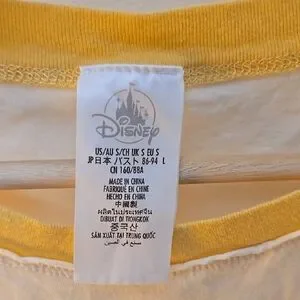 Disney
US/AU S/CH UK S EU S
JP日本 バスト 86-94 L
CN 160/88A
MADE IN CHINA
FABRIQUÉ EN CHINE
HECHO EN CHINA
中國製
ผลิตในประเทศจีน
DIBUAT DI TIONGKOK
중국산
SẢN XUẤT TẠI TRUNG QUỐC
صنع في الصين